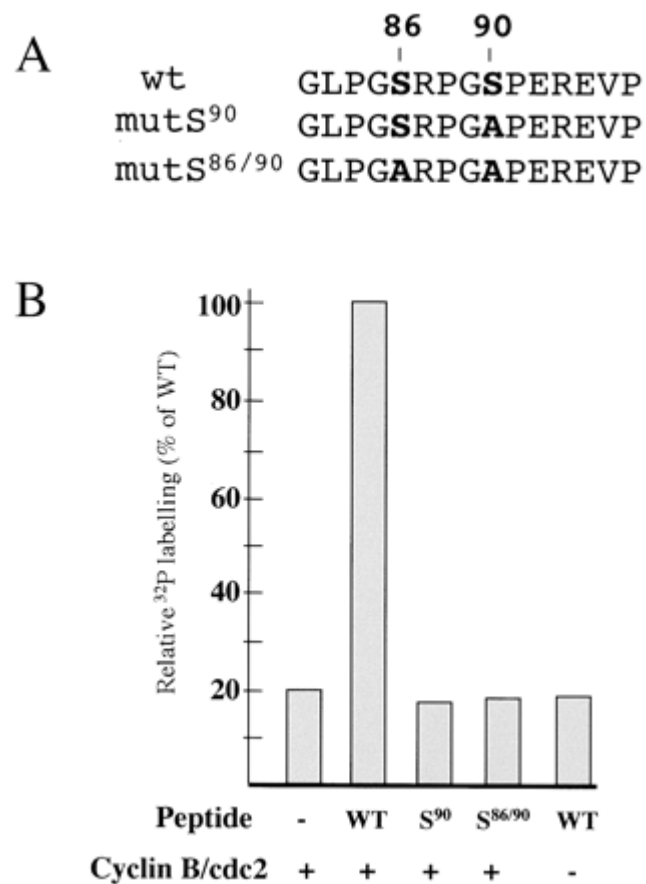 A
86 90
wt GLPGSRPGSPEREVP
mutS⁹⁰ GLPGSRPGAPEREVP
mutS⁸⁶/⁹⁰ GLPGARPGAPEREVP
B
Relative ³²P labelling (% of WT)
100
80
60
40
20
Peptide - WT S⁹⁰ S⁸⁶/⁹⁰ WT
Cyclin B/cdc2 + + + + -